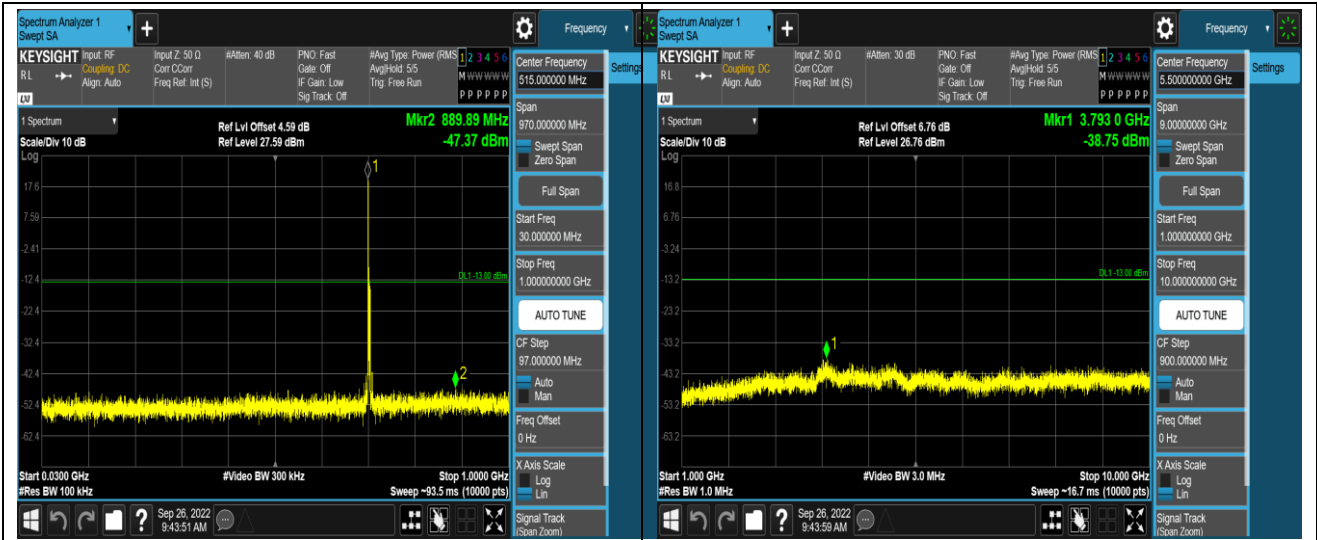 Spectrum Analyzer 1
Swept SA
+
Frequency
KEYSIGHT
RL
LXI
Input: RF
Coupling: DC
Align: Auto
Input Z: 50 Ω
Corr CCorr
Freq Ref: Int (S)
#Atten: 40 dB
PNO: Fast
Gate: Off
IF Gain: Low
Sig Track: Off
#Avg Type: Power (RMS
Avg|Hold: 5/5
Trig: Free Run
1 2 3 4 5 6
M W W W W W
P P P P P P
Center Frequency
515.000000 MHz
Settings
1 Spectrum
Scale/Div 10 dB
Log
Ref Lvl Offset 4.59 dB
Ref Level 27.59 dBm
Mkr2 889.89 MHz
-47.37 dBm
1
17.6
7.59
-2.41
DL1 -13.00 dBm
-12.4
-22.4
-32.4
-42.4
2
-52.4
-62.4
Start 0.0300 GHz
#Res BW 100 kHz
#Video BW 300 kHz
Stop 1.0000 GHz
Sweep ~93.5 ms (10000 pts)
Span
970.000000 MHz
Swept Span
Zero Span
Full Span
Start Freq
30.000000 MHz
Stop Freq
1.000000000 GHz
AUTO TUNE
CF Step
97.000000 MHz
Auto
Man
Freq Offset
0 Hz
X Axis Scale
Log
Lin
Signal Track
(Span Zoom)
?
Sep 26, 2022
9:43:51 AM
Spectrum Analyzer 1
Swept SA
+
Frequency
KEYSIGHT
RL
LXI
Input: RF
Coupling: DC
Align: Auto
Input Z: 50 Ω
Corr CCorr
Freq Ref: Int (S)
#Atten: 30 dB
PNO: Fast
Gate: Off
IF Gain: Low
Sig Track: Off
#Avg Type: Power (RMS
Avg|Hold: 5/5
Trig: Free Run
1 2 3 4 5 6
M W W W W W
P P P P P P
Center Frequency
5.500000000 GHz
Settings
1 Spectrum
Scale/Div 10 dB
Log
Ref Lvl Offset 6.76 dB
Ref Level 26.76 dBm
Mkr1 3.793 0 GHz
-38.75 dBm
16.8
6.76
-3.24
DL1 -13.00 dBm
-13.2
-23.2
-33.2
1
-43.2
-53.2
-63.2
Start 1.000 GHz
#Res BW 1.0 MHz
#Video BW 3.0 MHz
Stop 10.000 GHz
Sweep ~16.7 ms (10000 pts)
Span
9.00000000 GHz
Swept Span
Zero Span
Full Span
Start Freq
1.000000000 GHz
Stop Freq
10.000000000 GHz
AUTO TUNE
CF Step
900.000000 MHz
Auto
Man
Freq Offset
0 Hz
X Axis Scale
Log
Lin
Signal Track
(Span Zoom)
?
Sep 26, 2022
9:43:59 AM